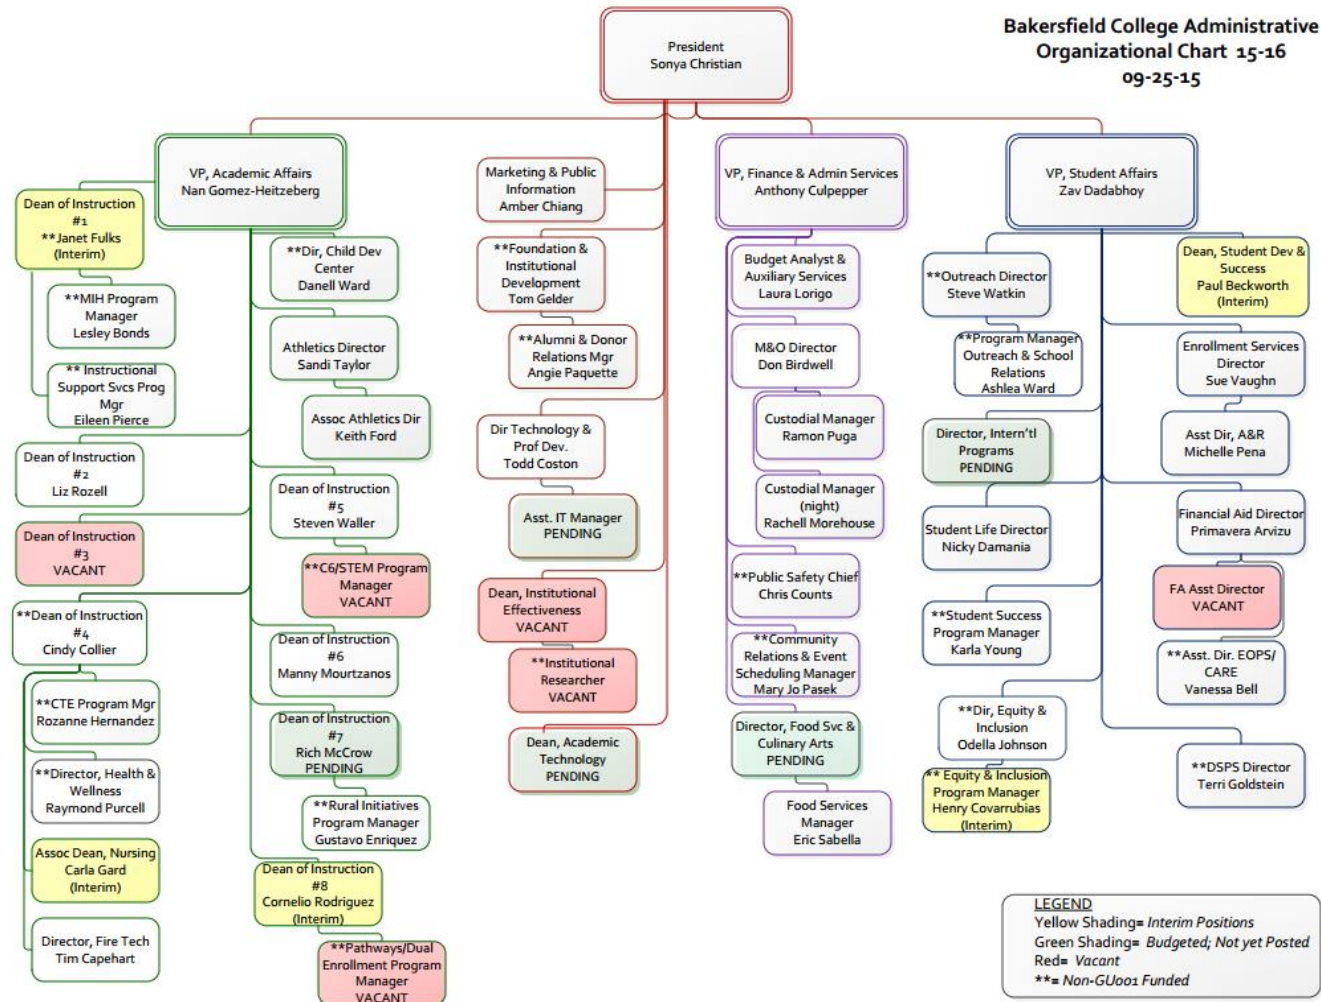 Bakersfield College Administrative
Organizational Chart 15-16
09-25-15
President
Sonya Christian
VP, Academic Affairs
Nan Gomez-Heitzeberg
Dean of Instruction
#1
**Janet Fulks
(Interim)
**MIH Program
Manager
Lesley Bonds
** Instructional
Support Svcs Prog
Mgr
Eileen Pierce
Dean of Instruction
#2
Liz Rozell
Dean of Instruction
#3
VACANT
**Dean of Instruction
#4
Cindy Collier
**CTE Program Mgr
Rozanne Hernandez
**Director, Health &
Wellness
Raymond Purcell
Assoc Dean, Nursing
Carla Gard
(Interim)
Director, Fire Tech
Tim Capehart
**Dir, Child Dev
Center
Danell Ward
Athletics Director
Sandi Taylor
Assoc Athletics Dir
Keith Ford
Dean of Instruction
#5
Steven Waller
**C6/STEM Program
Manager
VACANT
Dean of Instruction
#6
Manny Mourtzanos
Dean of Instruction
#7
Rich McCrow
PENDING
**Rural Initiatives
Program Manager
Gustavo Enriquez
Dean of Instruction
#8
Cornelio Rodriguez
(Interim)
**Pathways/Dual
Enrollment Program
Manager
VACANT
Marketing & Public
Information
Amber Chiang
**Foundation &
Institutional
Development
Tom Gelder
**Alumni & Donor
Relations Mgr
Angie Paquette
Dir Technology &
Prof Dev.
Todd Coston
Asst. IT Manager
PENDING
Dean, Institutional
Effectiveness
VACANT
**Institutional
Researcher
VACANT
Dean, Academic
Technology
PENDING
VP, Finance & Admin Services
Anthony Culpepper
Budget Analyst &
Auxiliary Services
Laura Lorigo
M&O Director
Don Birdwell
Custodial Manager
Ramon Puga
Custodial Manager
(night)
Rachell Morehouse
**Public Safety Chief
Chris Counts
**Community
Relations & Event
Scheduling Manager
Mary Jo Pasek
Director, Food Svc &
Culinary Arts
PENDING
Food Services
Manager
Eric Sabella
VP, Student Affairs
Zav Dadabhoy
**Outreach Director
Steve Watkin
**Program Manager
Outreach & School
Relations
Ashlea Ward
Director, Intern'tl
Programs
PENDING
Student Life Director
Nicky Damania
**Student Success
Program Manager
Karla Young
**Dir, Equity &
Inclusion
Odella Johnson
** Equity & Inclusion
Program Manager
Henry Covarrubias
(Interim)
Dean, Student Dev &
Success
Paul Beckworth
(Interim)
Enrollment Services
Director
Sue Vaughn
Asst Dir, A&R
Michelle Pena
Financial Aid Director
Primavera Arvizu
FA Asst Director
VACANT
**Asst. Dir. EOPS/
CARE
Vanessa Bell
**DSPS Director
Terri Goldstein
LEGEND
Yellow Shading= Interim Positions
Green Shading= Budgeted; Not yet Posted
Red= Vacant
**= Non-GU001 Funded